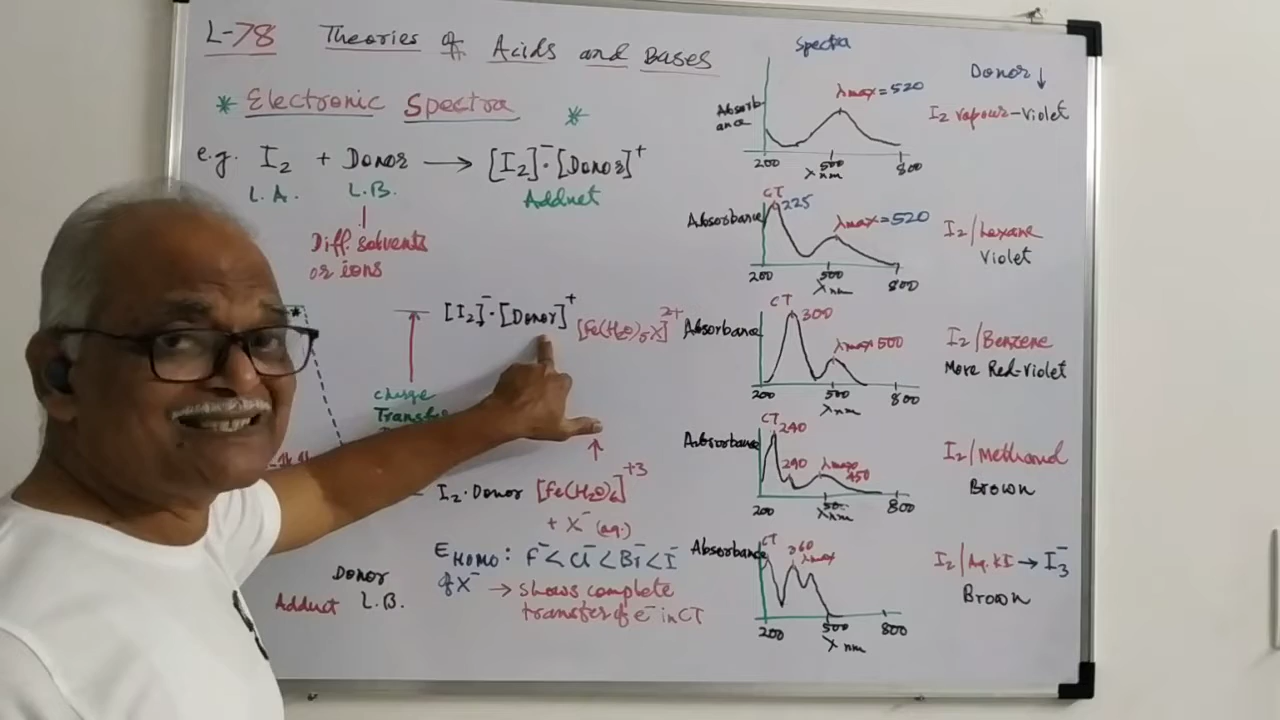 L-78 Theories of Acids and Bases
* Electronic Spectra *
e.g. I₂ + Donor → [I₂]⁻·[Donor]⁺
L.A. L.B. Adduct
Diff. solvents
or ions
[I₂]⁻·[Donor]⁺ [Fe(H₂O)₅X]²⁺
charge
Transfer
I₂·Donor [Fe(H₂O)₆]⁺³
+ X⁻(aq.)
E HOMO : F⁻ < Cl⁻ < Br⁻ < I⁻
of X⁻ → shows complete
transfer of e⁻ in CT
Donor
Adduct L.B.
Spectra
Donor ↓
Absorbance
λmax = 520
I₂ vapour - Violet
200 500 800
λ nm
CT
225
Absorbance
λmax = 520
I₂/hexane
Violet
200 500 800
λ nm
CT
300
Absorbance
λmax 500
I₂/Benzene
More Red-Violet
200 500 800
λ nm
CT
240
290
Absorbance
λmax
450
I₂/Methanol
Brown
200 500 800
λ nm
CT
Absorbance
360
λmax
I₂/Aq. KI → I₃⁻
Brown
200 500 800
λ nm